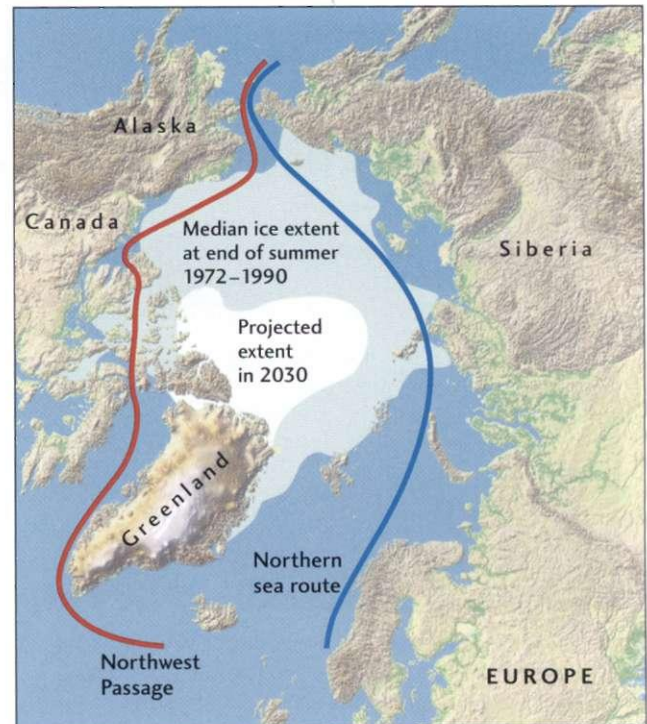 Alaska
Canada
Median ice extent
at end of summer
1972–1990
Siberia
Projected
extent
in 2030
Greenland
Northern
sea route
Northwest
Passage
EUROPE